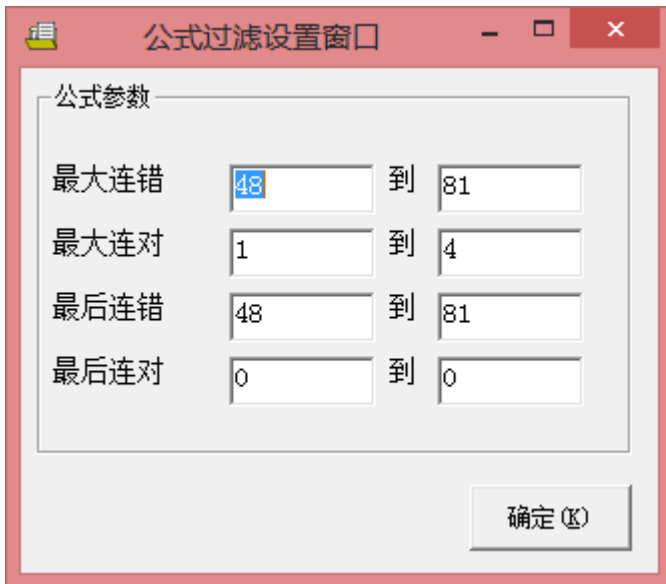 公式过滤设置窗口
公式参数
最大连错 48 到 81
最大连对 1 到 4
最后连错 48 到 81
最后连对 0 到 0
确定(K)